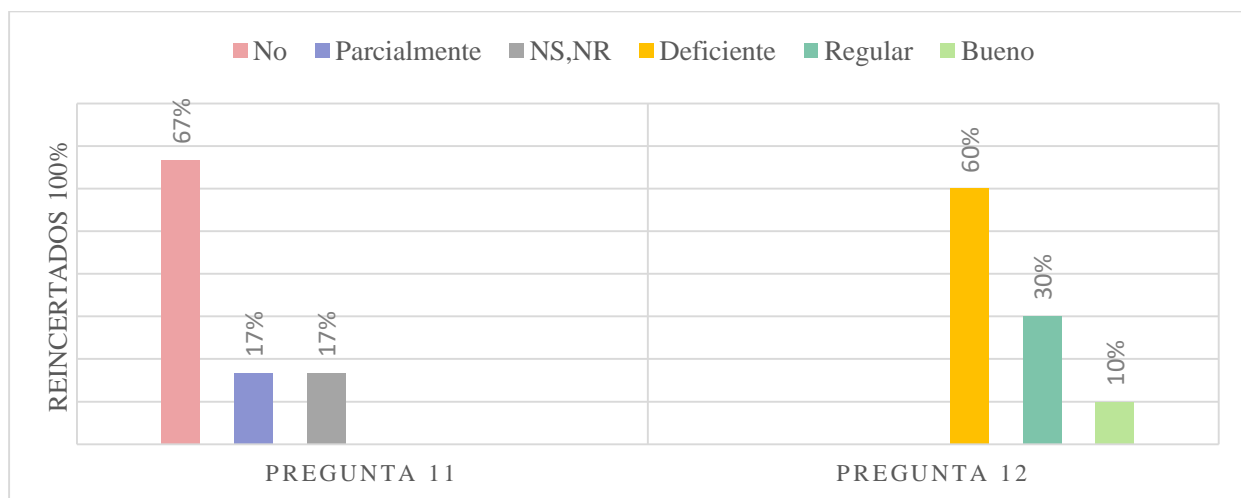 No Parcialmente NS,NR Deficiente Regular Bueno
REINCERTADOS 100%
67%
17%
17%
60%
30%
10%
PREGUNTA 11
PREGUNTA 12